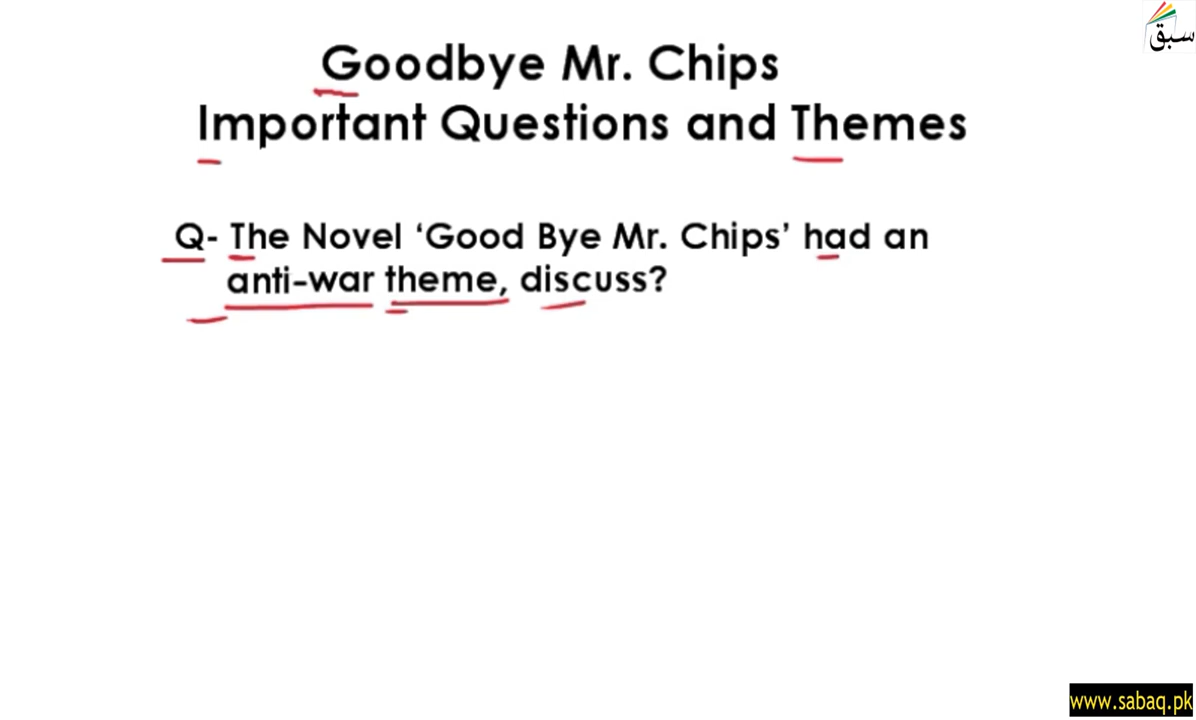 سبق
Goodbye Mr. Chips
Important Questions and Themes
Q- The Novel ‘Good Bye Mr. Chips’ had an
anti-war theme, discuss?
www.sabaq.pk